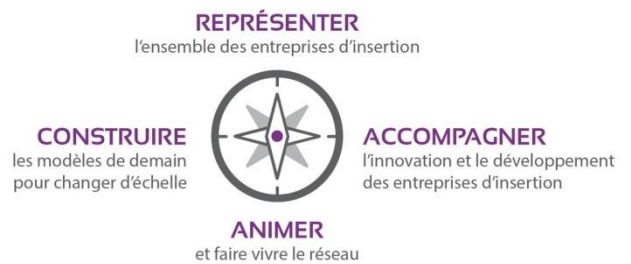 REPRÉSENTER
l'ensemble des entreprises d'insertion
CONSTRUIRE
les modèles de demain
pour changer d'échelle
ACCOMPAGNER
l'innovation et le développement
des entreprises d'insertion
ANIMER
et faire vivre le réseau